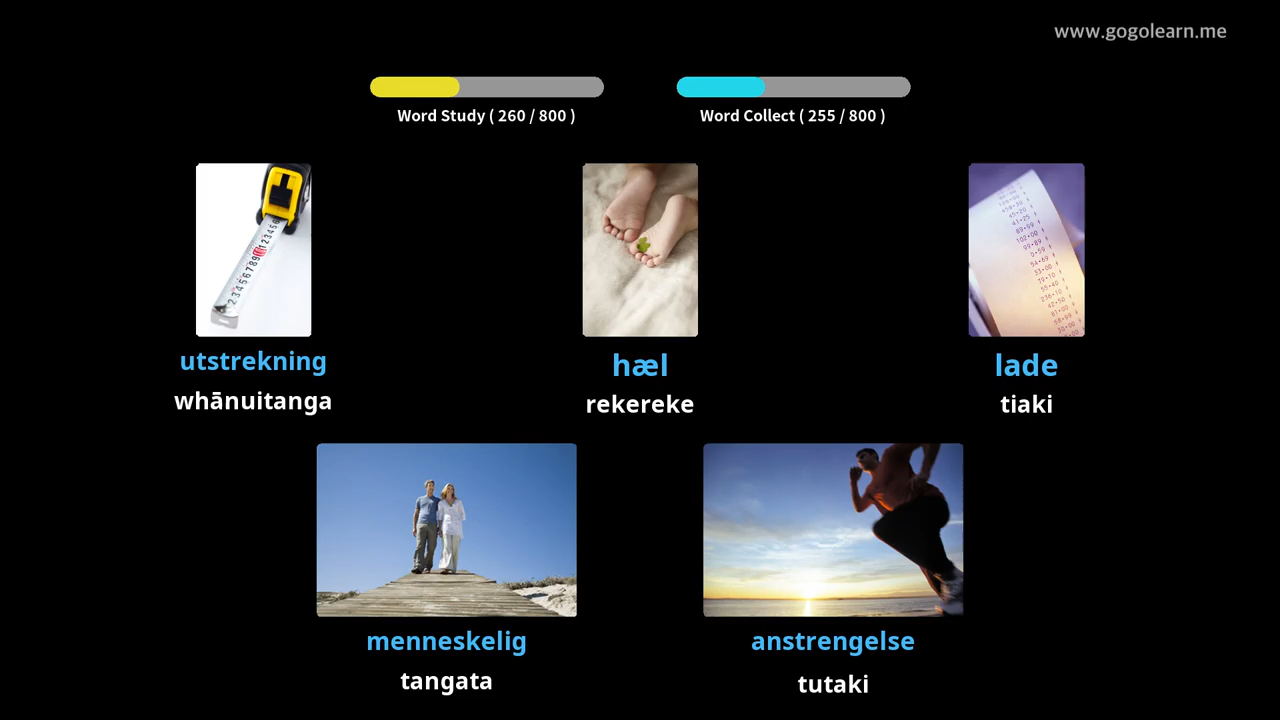 www.gogolearn.me
Word Study ( 260 / 800 )
Word Collect ( 255 / 800 )
utstrekning
whānuitanga
hæl
rekereke
lade
tiaki
menneskelig
tangata
anstrengelse
tutaki